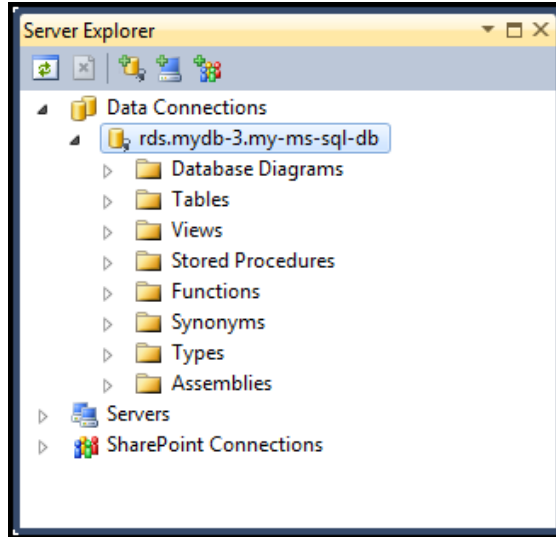 Server Explorer
Data Connections
rds.mydb-3.my-ms-sql-db
Database Diagrams
Tables
Views
Stored Procedures
Functions
Synonyms
Types
Assemblies
Servers
SharePoint Connections